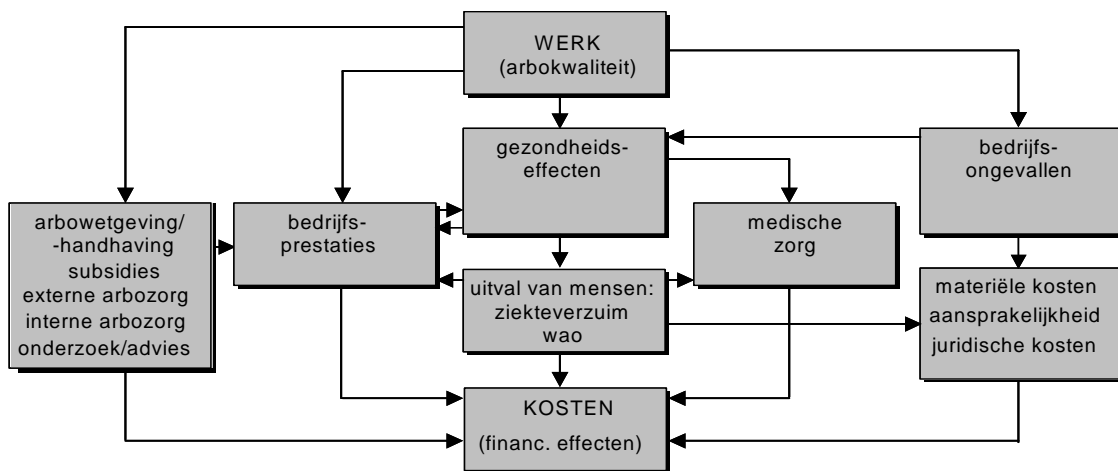 WERK
(arbokwaliteit)
gezondheids-
effecten
bedrijfs-
ongevallen
arbowetgeving/
-handhaving
subsidies
externe arbozorg
interne arbozorg
onderzoek/advies
bedrijfs-
prestaties
medische
zorg
uitval van mensen:
ziekteverzuim
wao
materiële kosten
aansprakelijkheid
juridische kosten
KOSTEN
(financ. effecten)